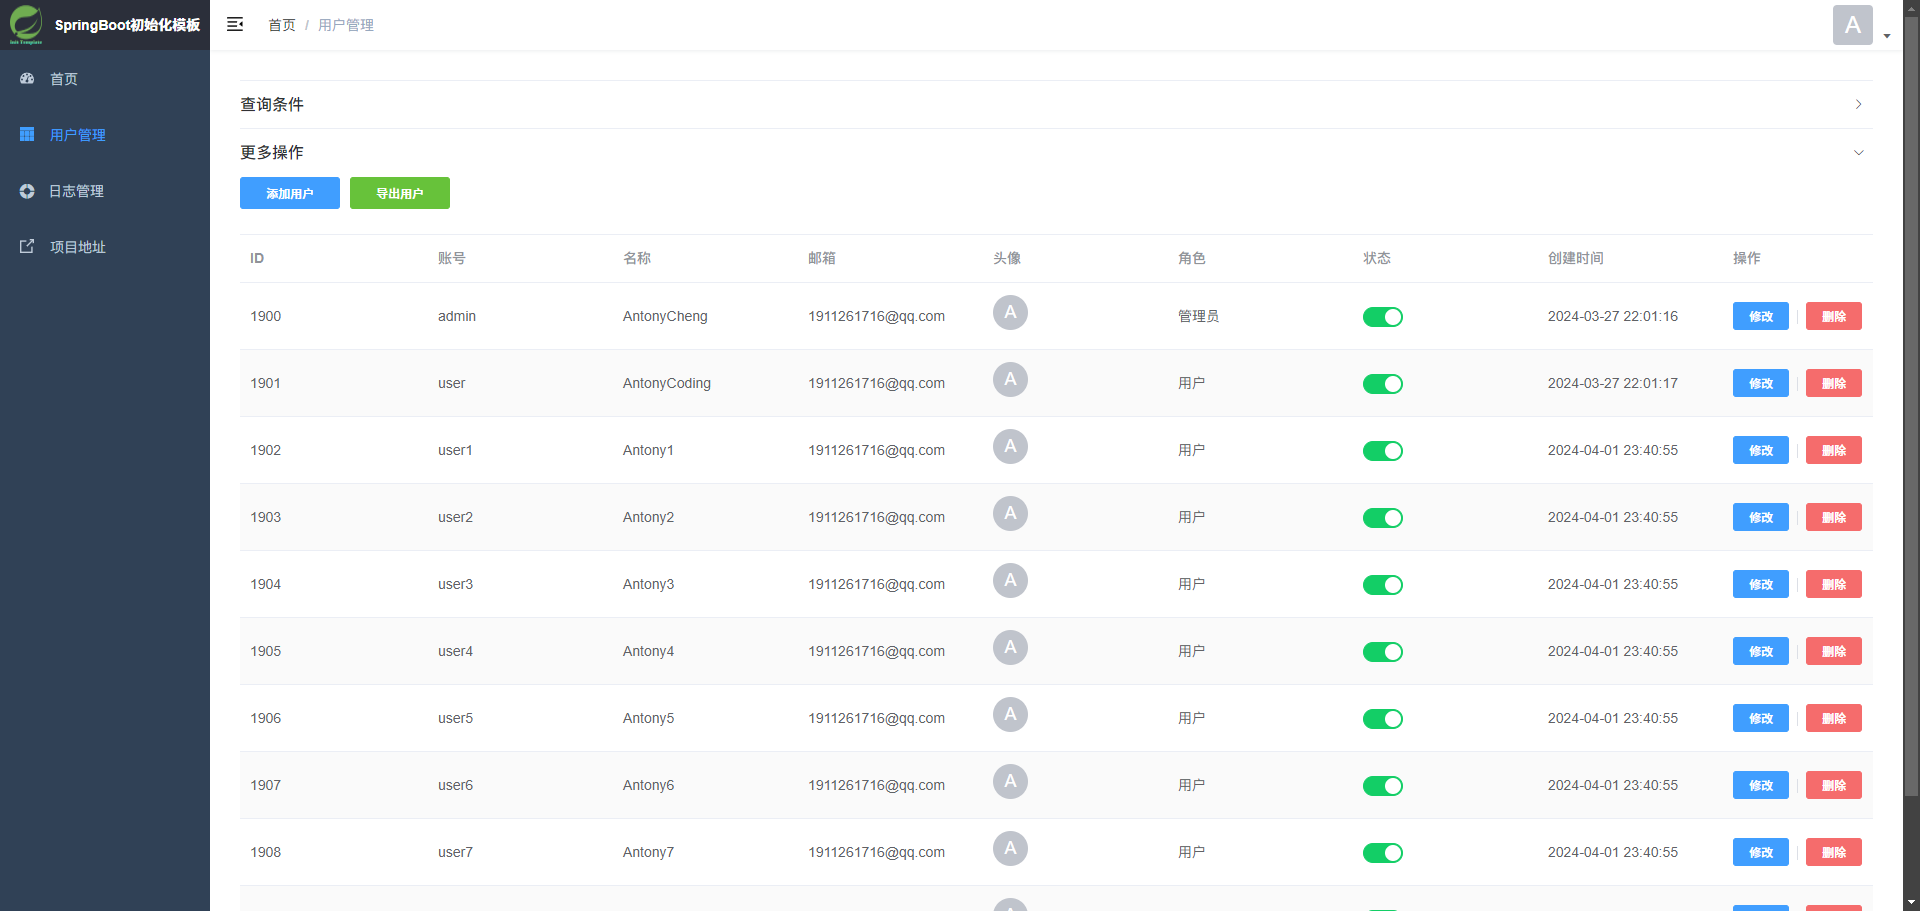 SpringBoot初始化模板
首页 / 用户管理
A
首页
用户管理
日志管理
项目地址
查询条件
更多操作
添加用户 导出用户
ID 账号 名称 邮箱 头像 角色 状态 创建时间 操作
1900 admin AntonyCheng 1911261716@qq.com A 管理员 2024-03-27 22:01:16 修改 删除
1901 user AntonyCoding 1911261716@qq.com A 用户 2024-03-27 22:01:17 修改 删除
1902 user1 Antony1 1911261716@qq.com A 用户 2024-04-01 23:40:55 修改 删除
1903 user2 Antony2 1911261716@qq.com A 用户 2024-04-01 23:40:55 修改 删除
1904 user3 Antony3 1911261716@qq.com A 用户 2024-04-01 23:40:55 修改 删除
1905 user4 Antony4 1911261716@qq.com A 用户 2024-04-01 23:40:55 修改 删除
1906 user5 Antony5 1911261716@qq.com A 用户 2024-04-01 23:40:55 修改 删除
1907 user6 Antony6 1911261716@qq.com A 用户 2024-04-01 23:40:55 修改 删除
1908 user7 Antony7 1911261716@qq.com A 用户 2024-04-01 23:40:55 修改 删除